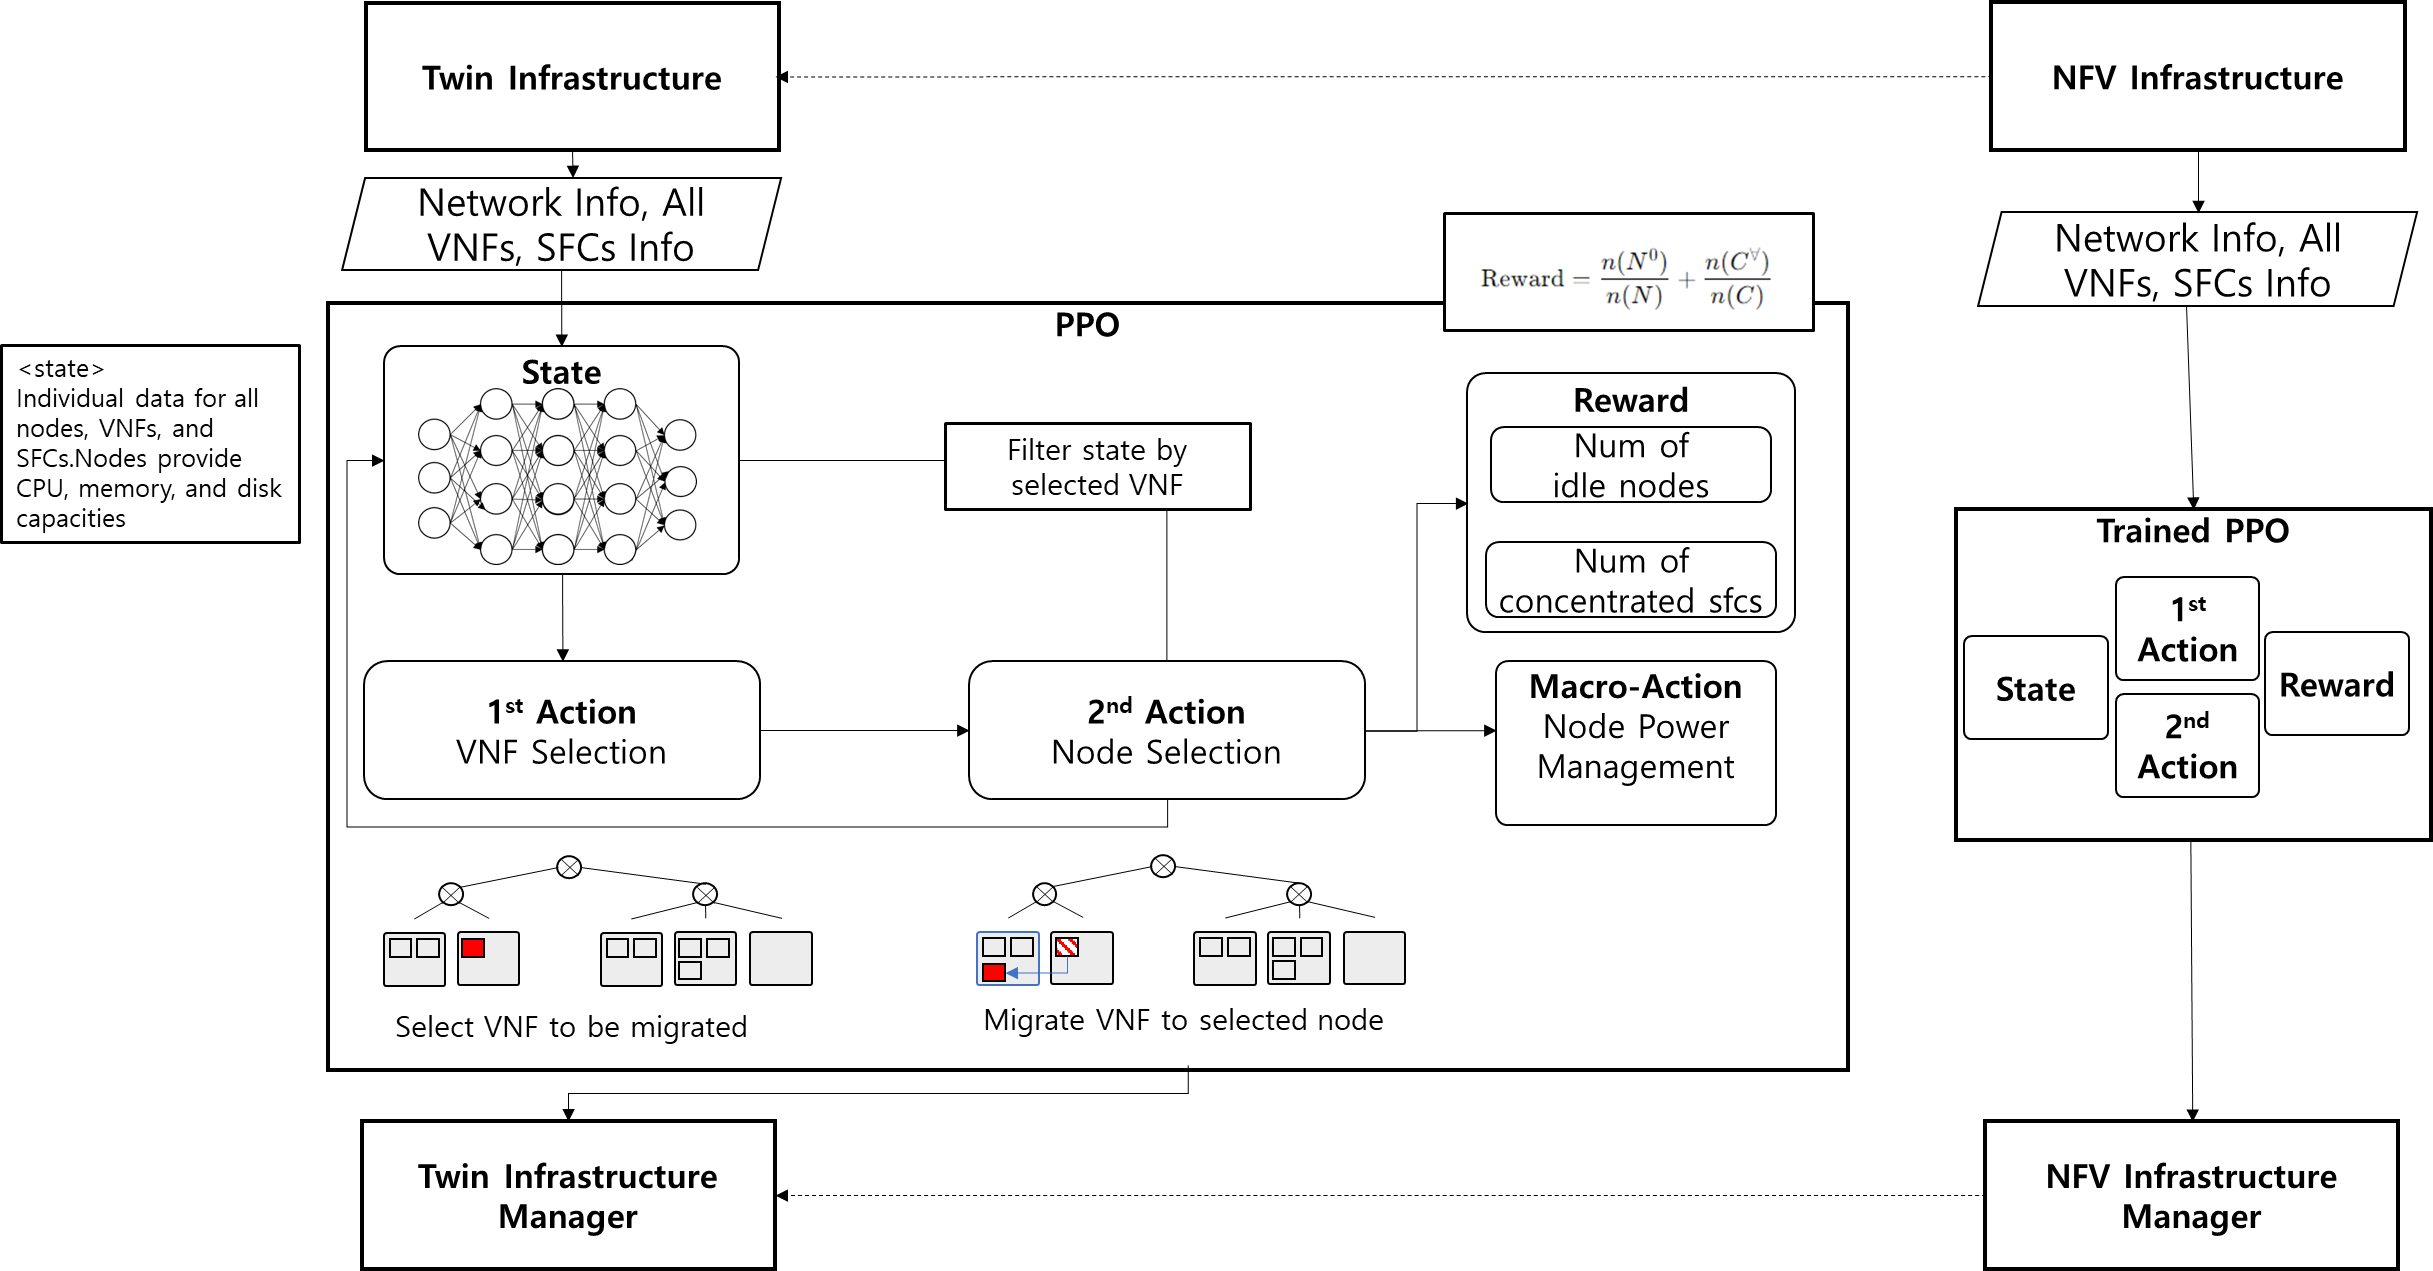 Twin Infrastructure
NFV Infrastructure
Network Info, All
VNFs, SFCs Info
Network Info, All
VNFs, SFCs Info
Reward = n(N⁰)/n(N) + n(C^∀)/n(C)
PPO
<state>
Individual data for all
nodes, VNFs, and
SFCs.Nodes provide
CPU, memory, and disk
capacities
State
Filter state by
selected VNF
Reward
Num of
idle nodes
Num of
concentrated sfcs
1st Action
VNF Selection
2nd Action
Node Selection
Macro-Action
Node Power
Management
Select VNF to be migrated
Migrate VNF to selected node
Trained PPO
State
1st
Action
2nd
Action
Reward
Twin Infrastructure
Manager
NFV Infrastructure
Manager